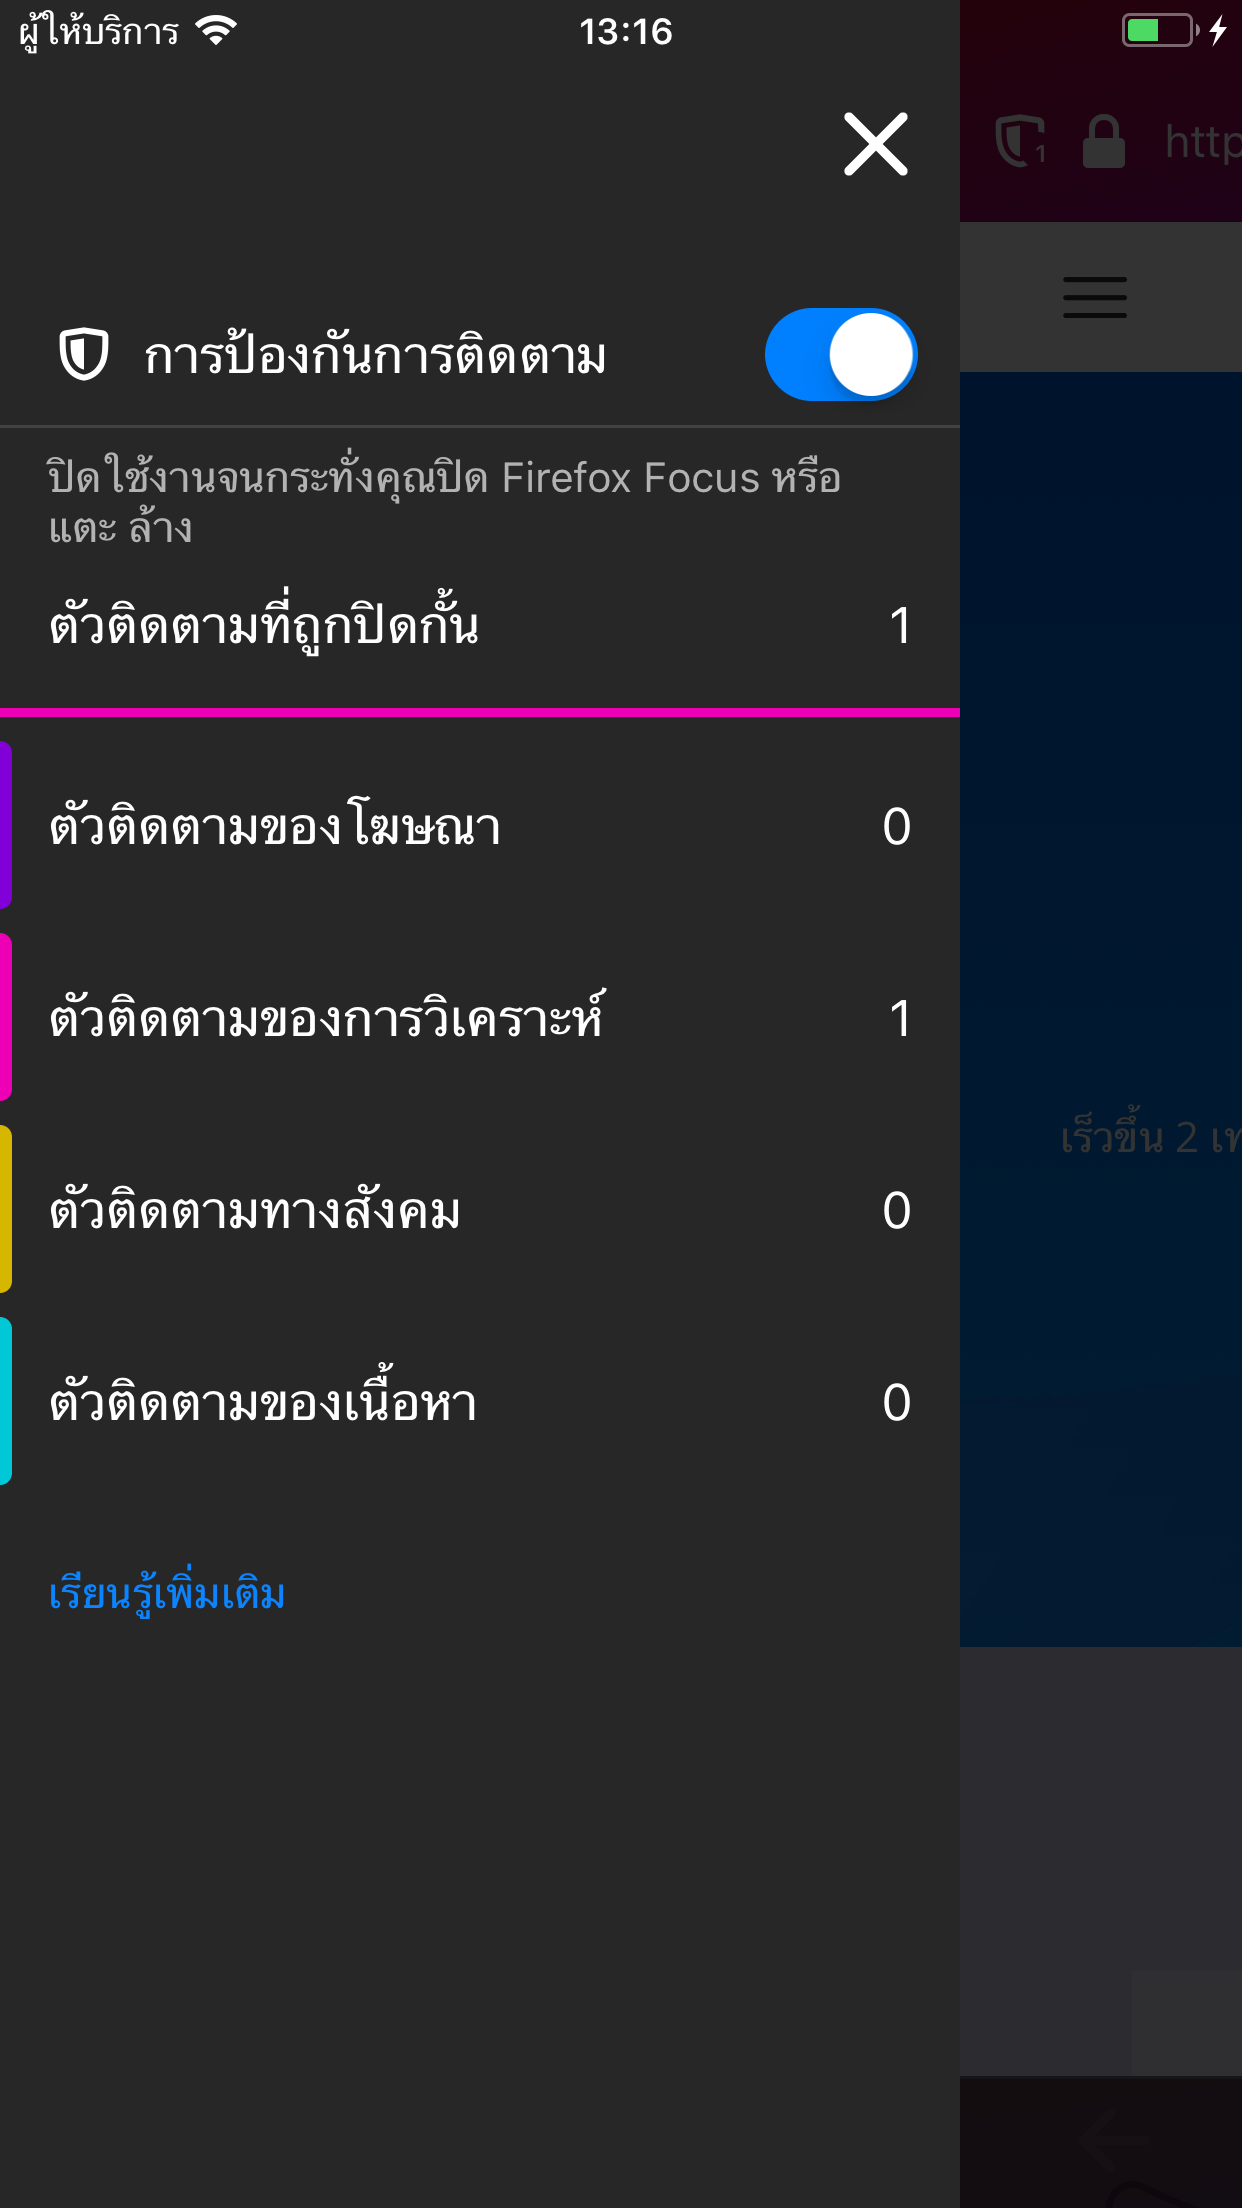 ผู้ให้บริการ 13:16
1 http
การป้องกันการติดตาม
ปิดใช้งานจนกระทั่งคุณปิด Firefox Focus หรือ
แตะ ล้าง
ตัวติดตามที่ถูกปิดกั้น 1
ตัวติดตามของโฆษณา 0
ตัวติดตามของการวิเคราะห์ 1
เร็วขึ้น 2 เท
ตัวติดตามทางสังคม 0
ตัวติดตามของเนื้อหา 0
เรียนรู้เพิ่มเติม